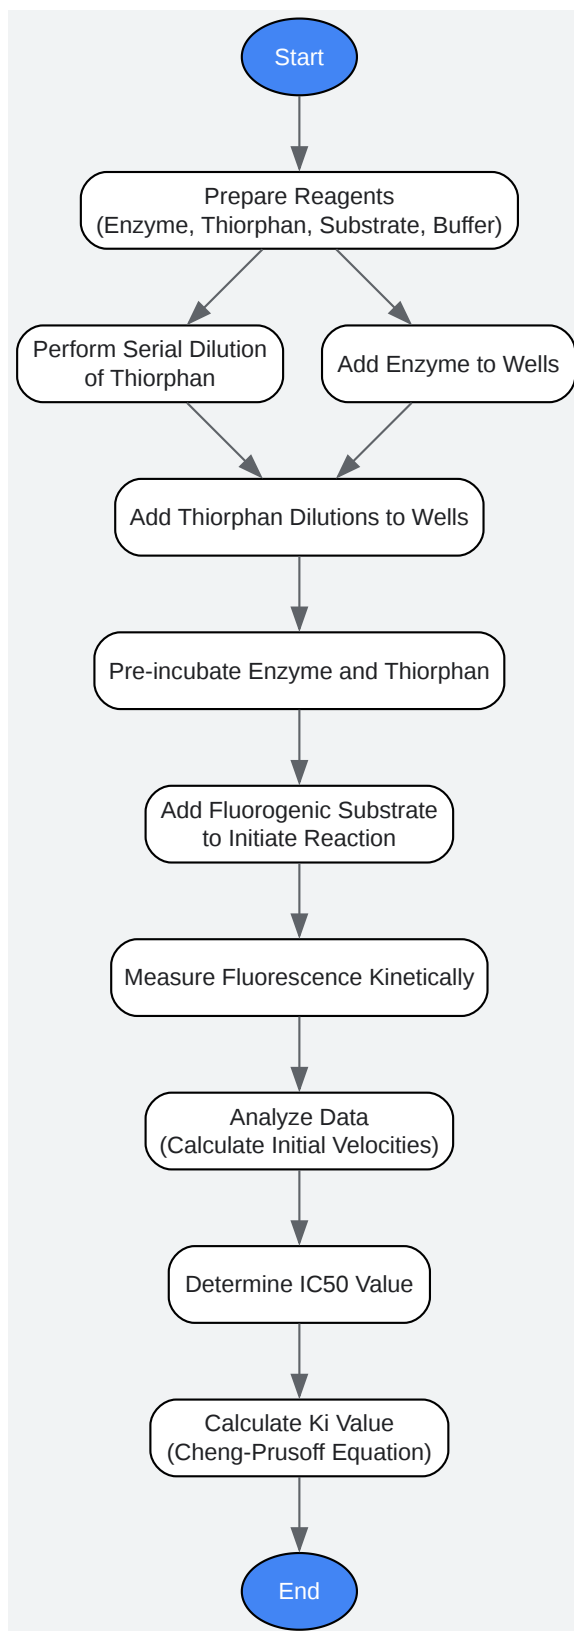 Start
Prepare Reagents
(Enzyme, Thiorphan, Substrate, Buffer)
Perform Serial Dilution
of Thiorphan
Add Enzyme to Wells
Add Thiorphan Dilutions to Wells
Pre-incubate Enzyme and Thiorphan
Add Fluorogenic Substrate
to Initiate Reaction
Measure Fluorescence Kinetically
Analyze Data
(Calculate Initial Velocities)
Determine IC50 Value
Calculate Ki Value
(Cheng-Prusoff Equation)
End